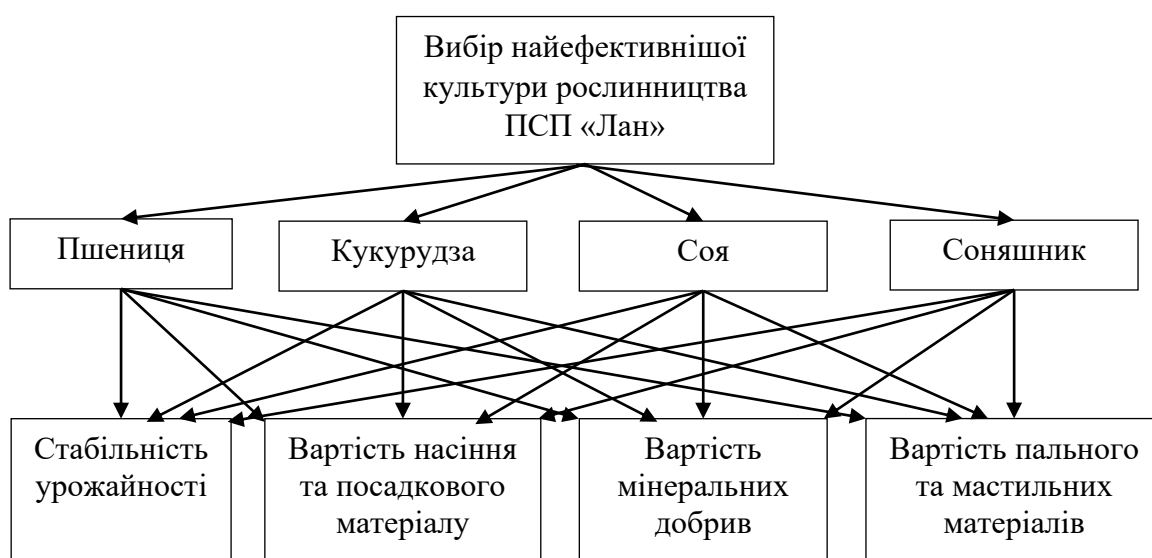 Вибір найефективнішої
культури рослинництва
ПСП «Лан»
Пшениця
Кукурудза
Соя
Соняшник
Стабільність
урожайності
Вартість насіння
та посадкового
матеріалу
Вартість
мінеральних
добрив
Вартість пального
та мастильних
матеріалів